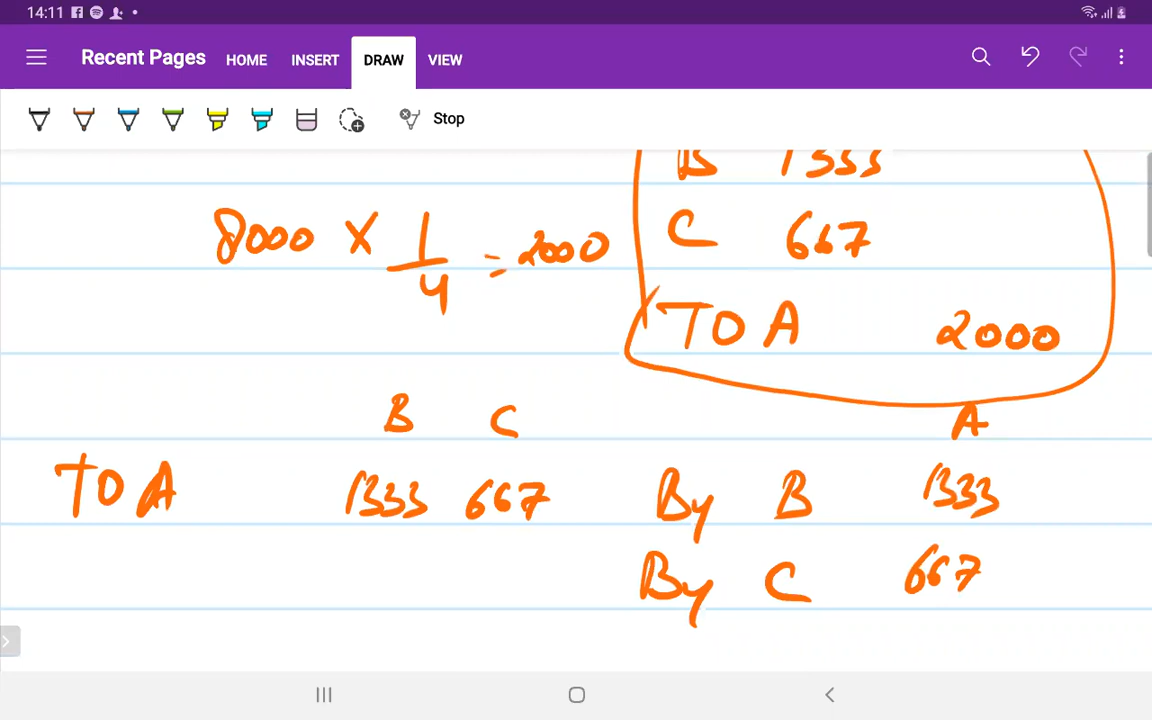 14:11
Recent Pages HOME INSERT DRAW VIEW
Stop
B 1333
8000 X 1/4 = 2000
C 667
TO A 2000
B C A
TO A 1333 667 By B 1333
By C 667